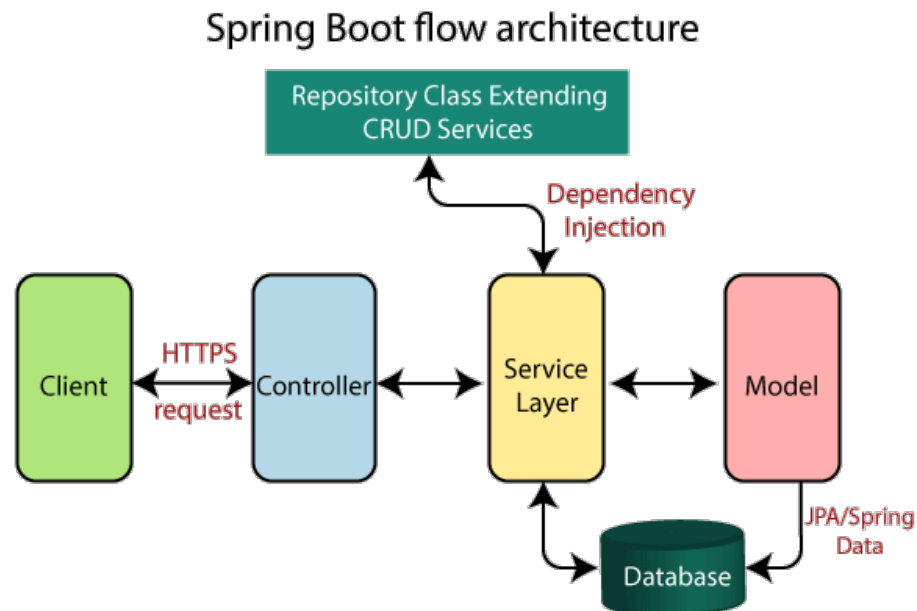 Spring Boot flow architecture
Repository Class Extending
CRUD Services
Dependency
Injection
Client
HTTPS
request
Controller
Service
Layer
Model
JPA/Spring
Data
Database